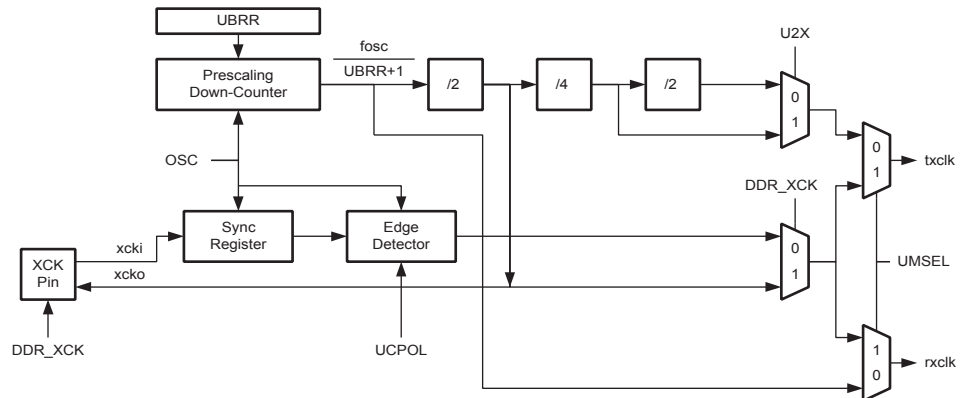 UBRR
U2X
fosc
UBRR+1
Prescaling
Down-Counter
/2
/4
/2
0
1
OSC
0
1
txclk
DDR_XCK
Sync
Register
Edge
Detector
xcki
0
1
XCK
Pin
xcko
UMSEL
DDR_XCK
UCPOL
1
0
rxclk